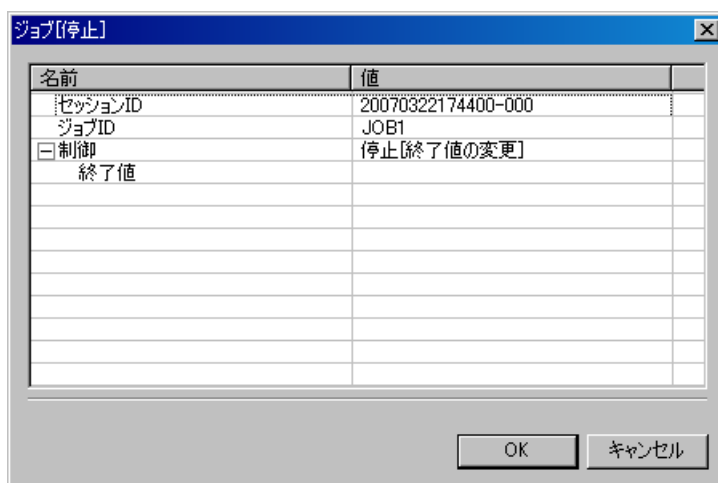 ジョブ[停止]
名前 値
セッションID 20070322174400-000
ジョブID JOB1
制御 停止[終了値の変更]
終了値
OK キャンセル